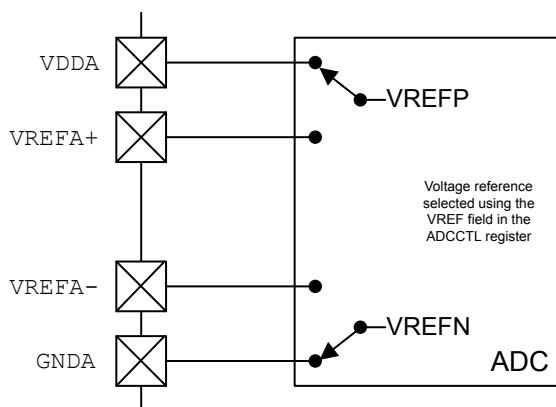 VDDA
VREFP
VREFA+
Voltage reference
selected using the
VREF field in the
ADCCTL register
VREFA-
VREFN
GNDA
ADC